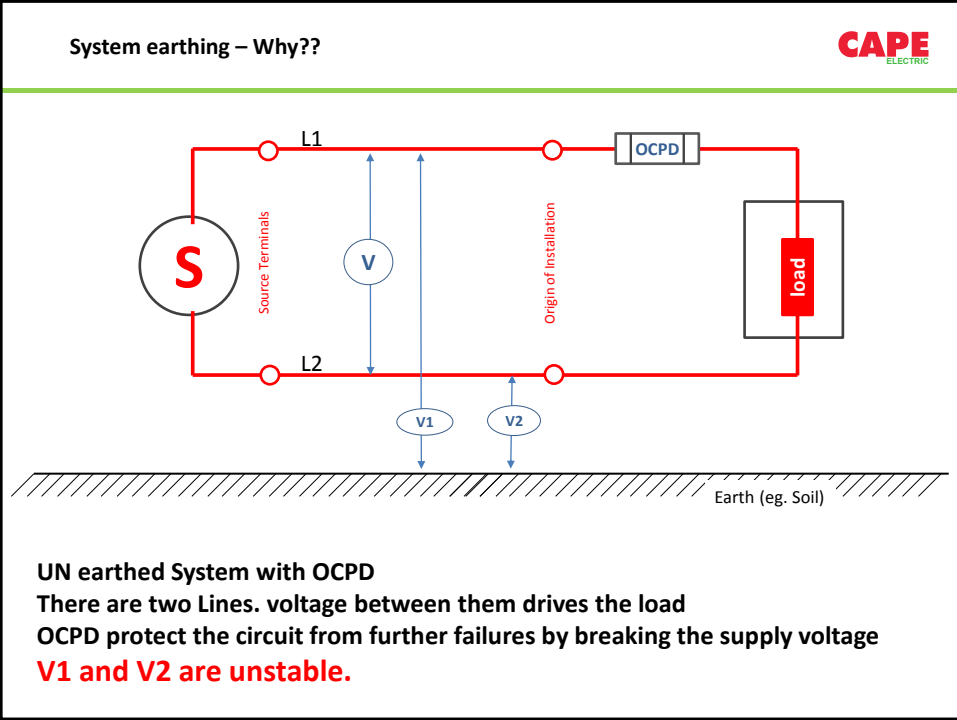 System earthing – Why??
CAPE
ELECTRIC
L1
OCPD
Source Terminals
Origin of Installation
S
V
load
L2
V1
V2
Earth (eg. Soil)
UN earthed System with OCPD
There are two Lines. voltage between them drives the load
OCPD protect the circuit from further failures by breaking the supply voltage
V1 and V2 are unstable.